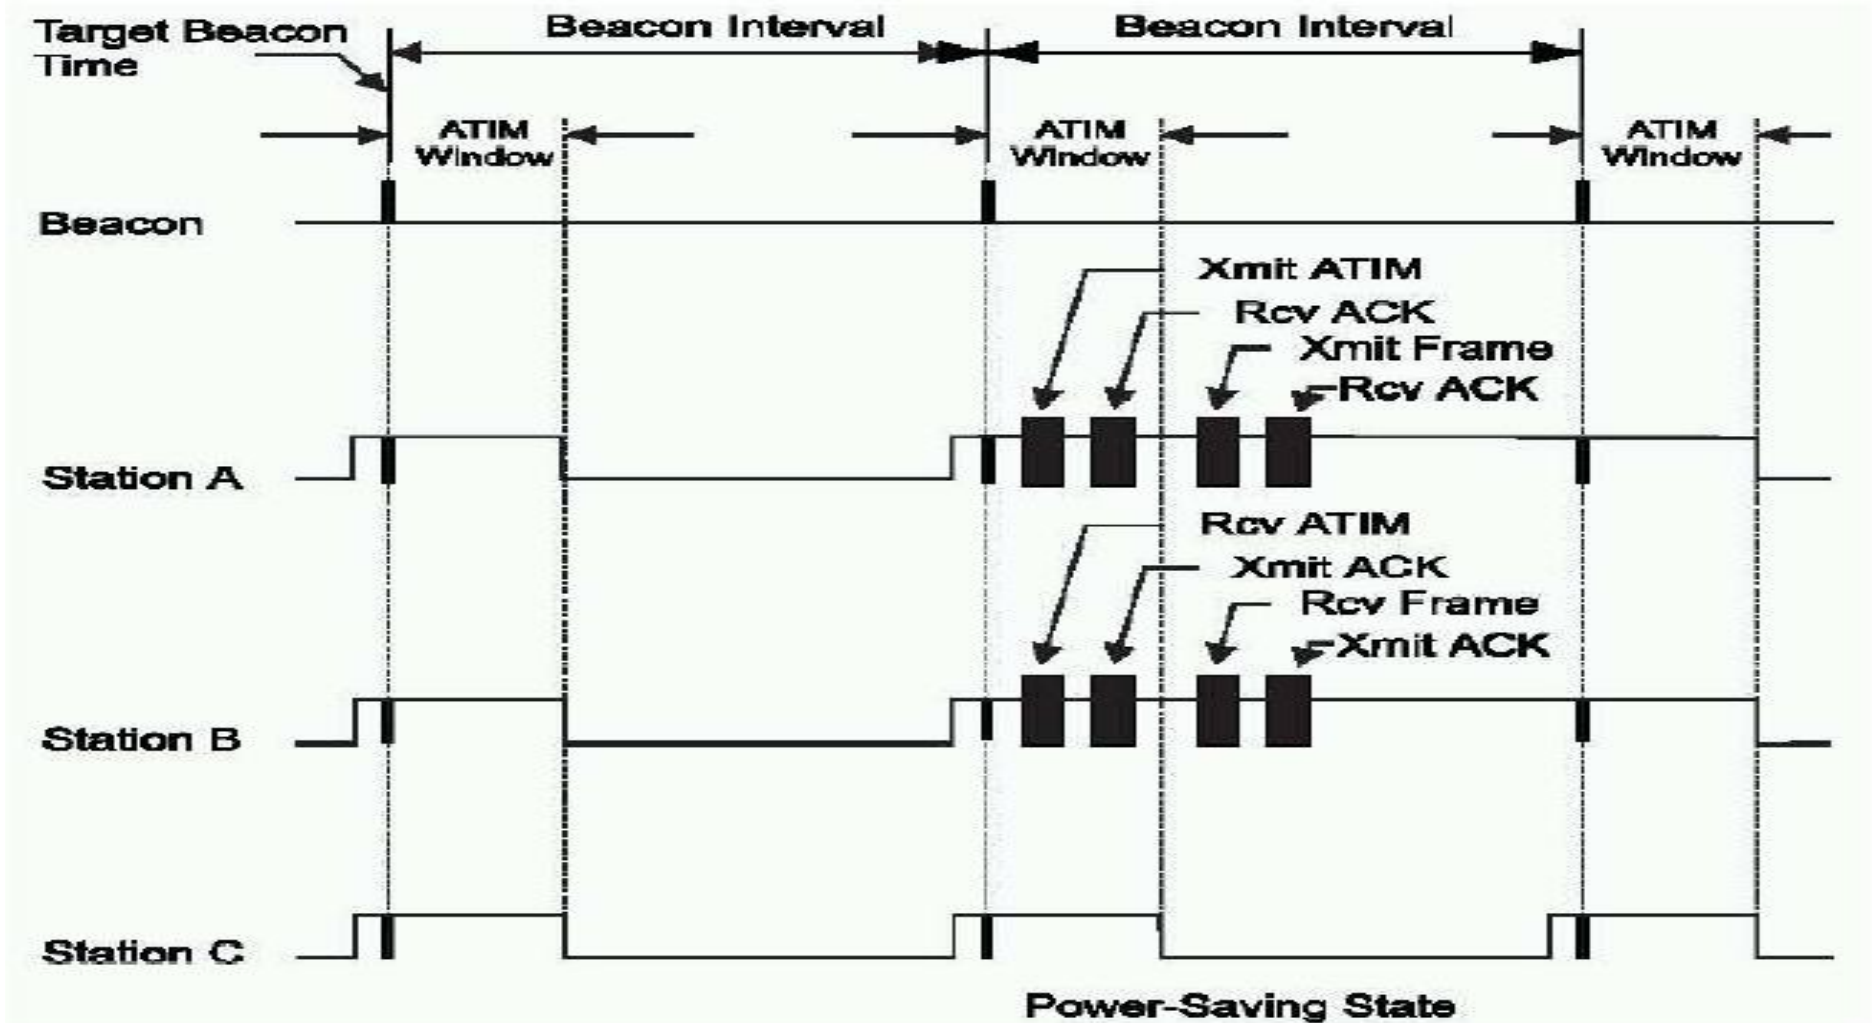 Target Beacon
Time
Beacon Interval
Beacon Interval
ATIM
Window
ATIM
Window
ATIM
Window
Beacon
Xmit ATIM
Rcv ACK
Xmit Frame
Rcv ACK
Station A
Rcv ATIM
Xmit ACK
Rcv Frame
Xmit ACK
Station B
Station C
Power-Saving State